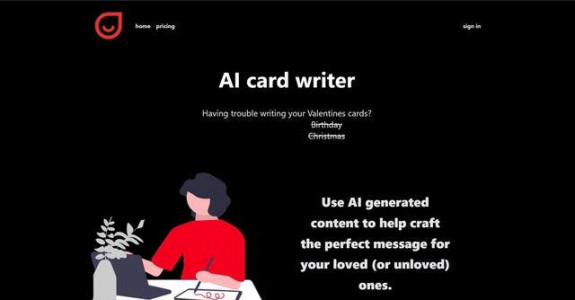 home pricing sign in
AI card writer
Having trouble writing your Valentines cards?
Birthday
Christmas
Use AI generated
content to help craft
the perfect message for
your loved (or unloved)
ones.